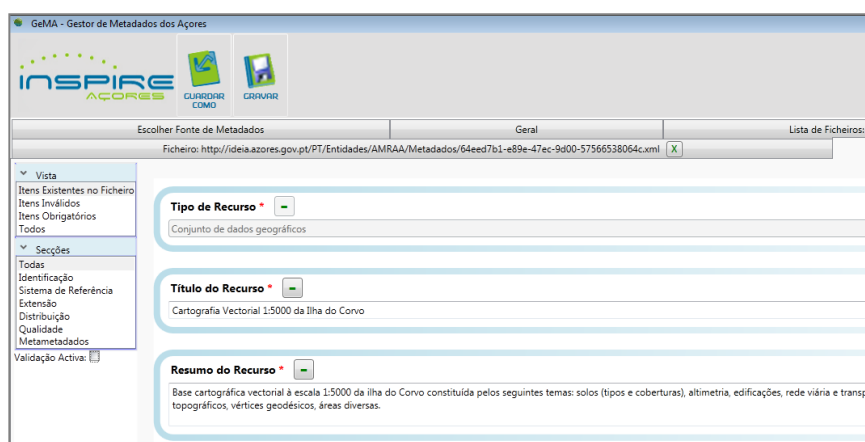 GeMA - Gestor de Metadados dos Açores
INSPIRE
AÇORES
GUARDAR
COMO
GRAVAR
Escolher Fonte de Metadados
Geral
Lista de Ficheiros:
Ficheiro: http://ideia.azores.gov.pt/PT/Entidades/AMRAA/Metadados/64eed7b1-e89e-47ec-9d00-57566538064c.xml X
Vista
Itens Existentes no Ficheiro
Itens Inválidos
Itens Obrigatórios
Todos
Secções
Todas
Identificação
Sistema de Referência
Extensão
Distribuição
Qualidade
Metametadados
Validação Activa:
Tipo de Recurso * -
Conjunto de dados geográficos
Título do Recurso * -
Cartografia Vectorial 1:5000 da Ilha do Corvo
Resumo do Recurso * -
Base cartográfica vectorial à escala 1:5000 da ilha do Corvo constituída pelos seguintes temas: solos (tipos e coberturas), altimetria, edificações, rede viária e transp
topográficos, vértices geodésicos, áreas diversas.